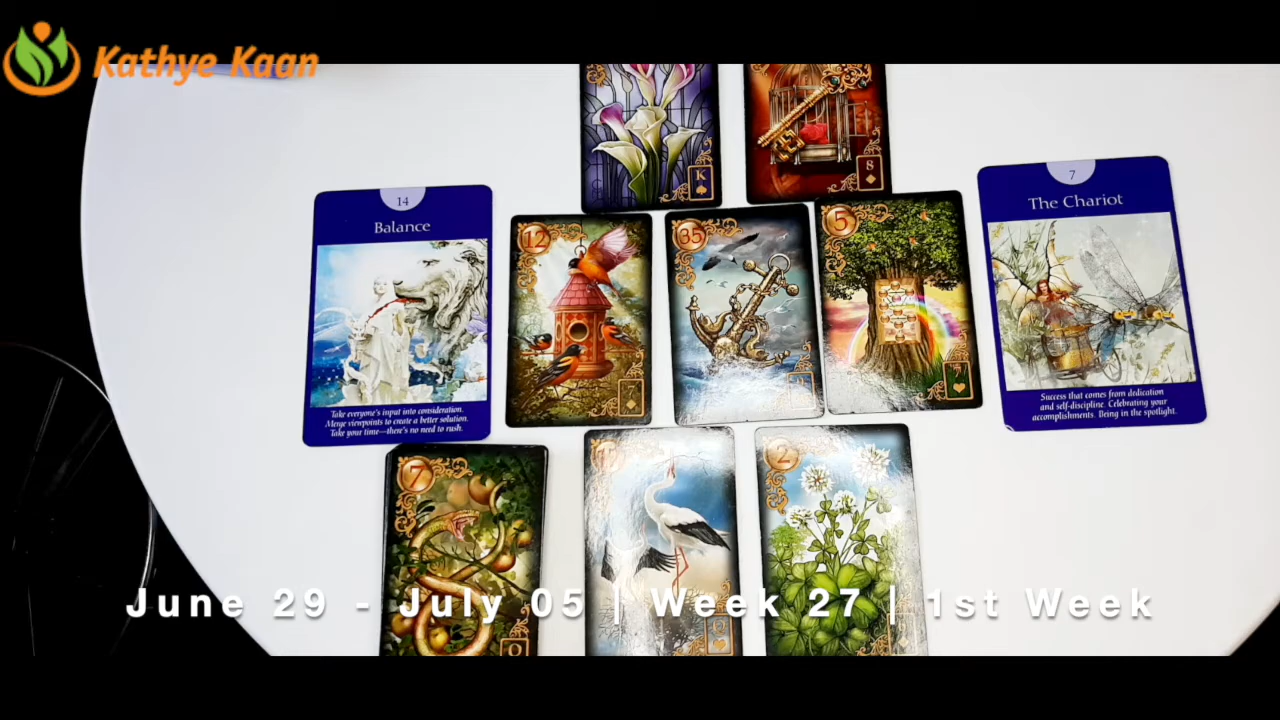 Kathye Kaan
K
8
14
Balance
Take everyone's input into consideration.
Merge viewpoints to create a better solution.
Take your time—there's no need to rush.
12
35
5
7
The Chariot
Success that comes from dedication
and self-discipline. Celebrating your
accomplishments. Being in the spotlight.
7
2
Q
June 29 - July 05 | Week 27 | 1st Week